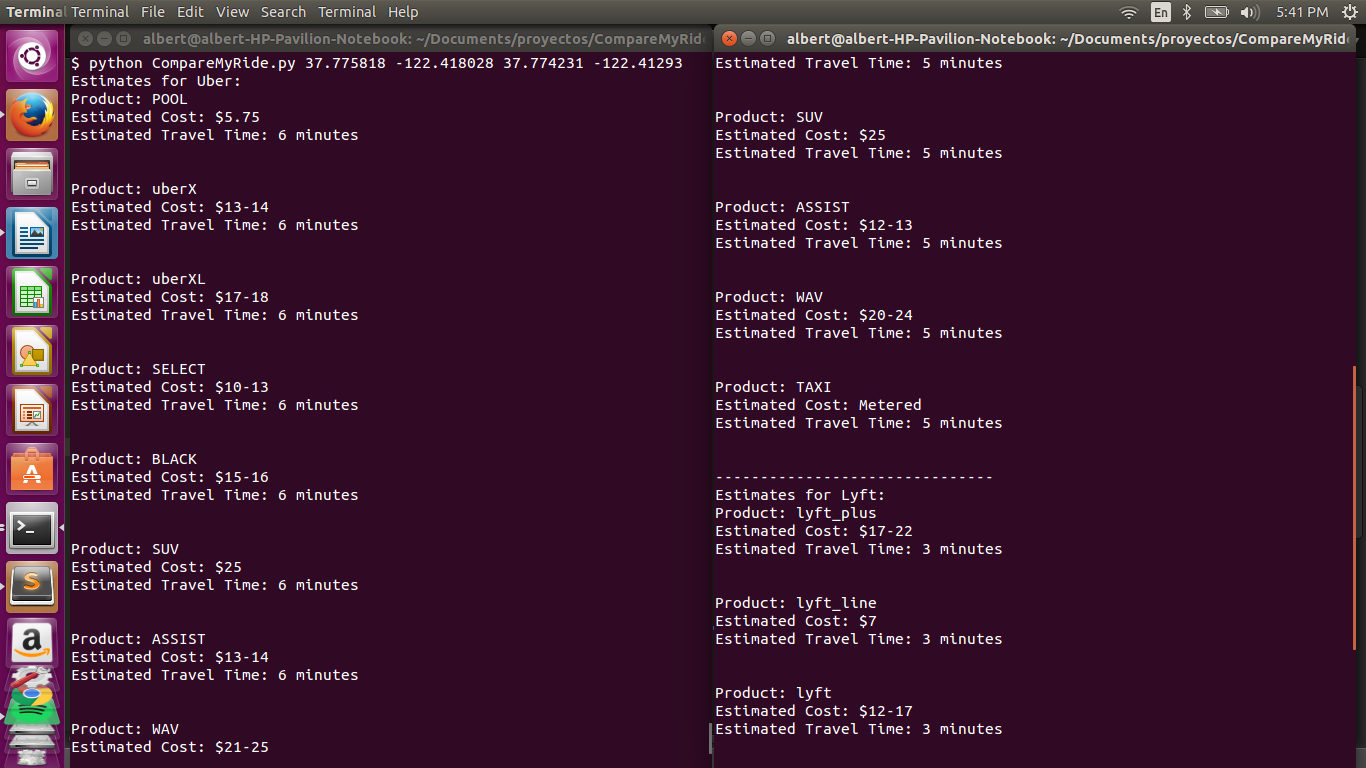 Terminal Terminal File Edit View Search Terminal Help
En
5:41 PM
albert@albert-HP-Pavilion-Notebook: ~/Documents/proyectos/CompareMyRid
$ python CompareMyRide.py 37.775818 -122.418028 37.774231 -122.41293
Estimates for Uber:
Product: POOL
Estimated Cost: $5.75
Estimated Travel Time: 6 minutes
Product: uberX
Estimated Cost: $13-14
Estimated Travel Time: 6 minutes
Product: uberXL
Estimated Cost: $17-18
Estimated Travel Time: 6 minutes
Product: SELECT
Estimated Cost: $10-13
Estimated Travel Time: 6 minutes
Product: BLACK
Estimated Cost: $15-16
Estimated Travel Time: 6 minutes
Product: SUV
Estimated Cost: $25
Estimated Travel Time: 6 minutes
Product: ASSIST
Estimated Cost: $13-14
Estimated Travel Time: 6 minutes
Product: WAV
Estimated Cost: $21-25
albert@albert-HP-Pavilion-Notebook: ~/Documents/proyectos/CompareMyRide
Estimated Travel Time: 5 minutes
Product: SUV
Estimated Cost: $25
Estimated Travel Time: 5 minutes
Product: ASSIST
Estimated Cost: $12-13
Estimated Travel Time: 5 minutes
Product: WAV
Estimated Cost: $20-24
Estimated Travel Time: 5 minutes
Product: TAXI
Estimated Cost: Metered
Estimated Travel Time: 5 minutes
-------------------------------
Estimates for Lyft:
Product: lyft_plus
Estimated Cost: $17-22
Estimated Travel Time: 3 minutes
Product: lyft_line
Estimated Cost: $7
Estimated Travel Time: 3 minutes
Product: lyft
Estimated Cost: $12-17
Estimated Travel Time: 3 minutes